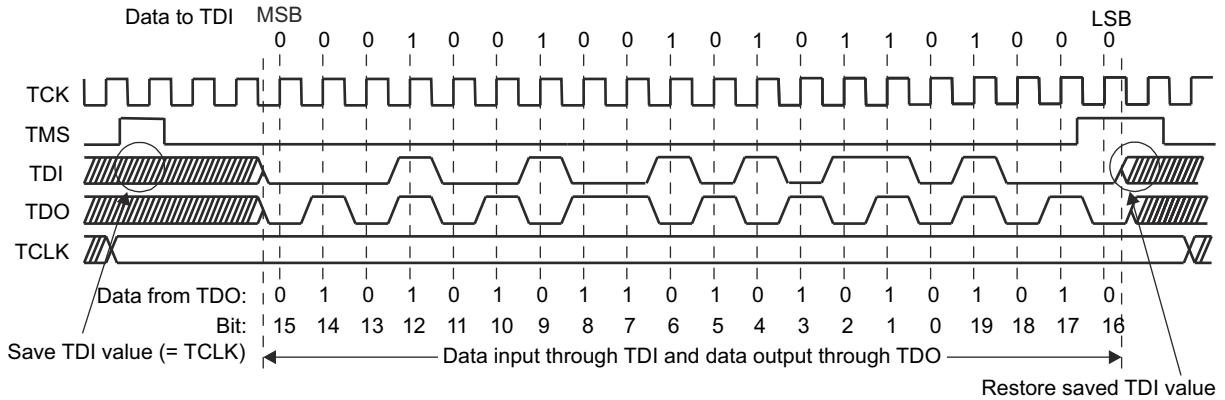 Data to TDI MSB LSB
0 0 0 1 0 0 1 0 0 1 0 1 0 1 1 0 1 0 0 0
TCK
TMS
TDI
TDO
TCLK
Data from TDO: 0 1 0 1 0 1 0 1 1 0 1 0 1 0 1 0 1 0 1 0
Bit: 15 14 13 12 11 10 9 8 7 6 5 4 3 2 1 0 19 18 17 16
Save TDI value (= TCLK)
Data input through TDI and data output through TDO
Restore saved TDI value